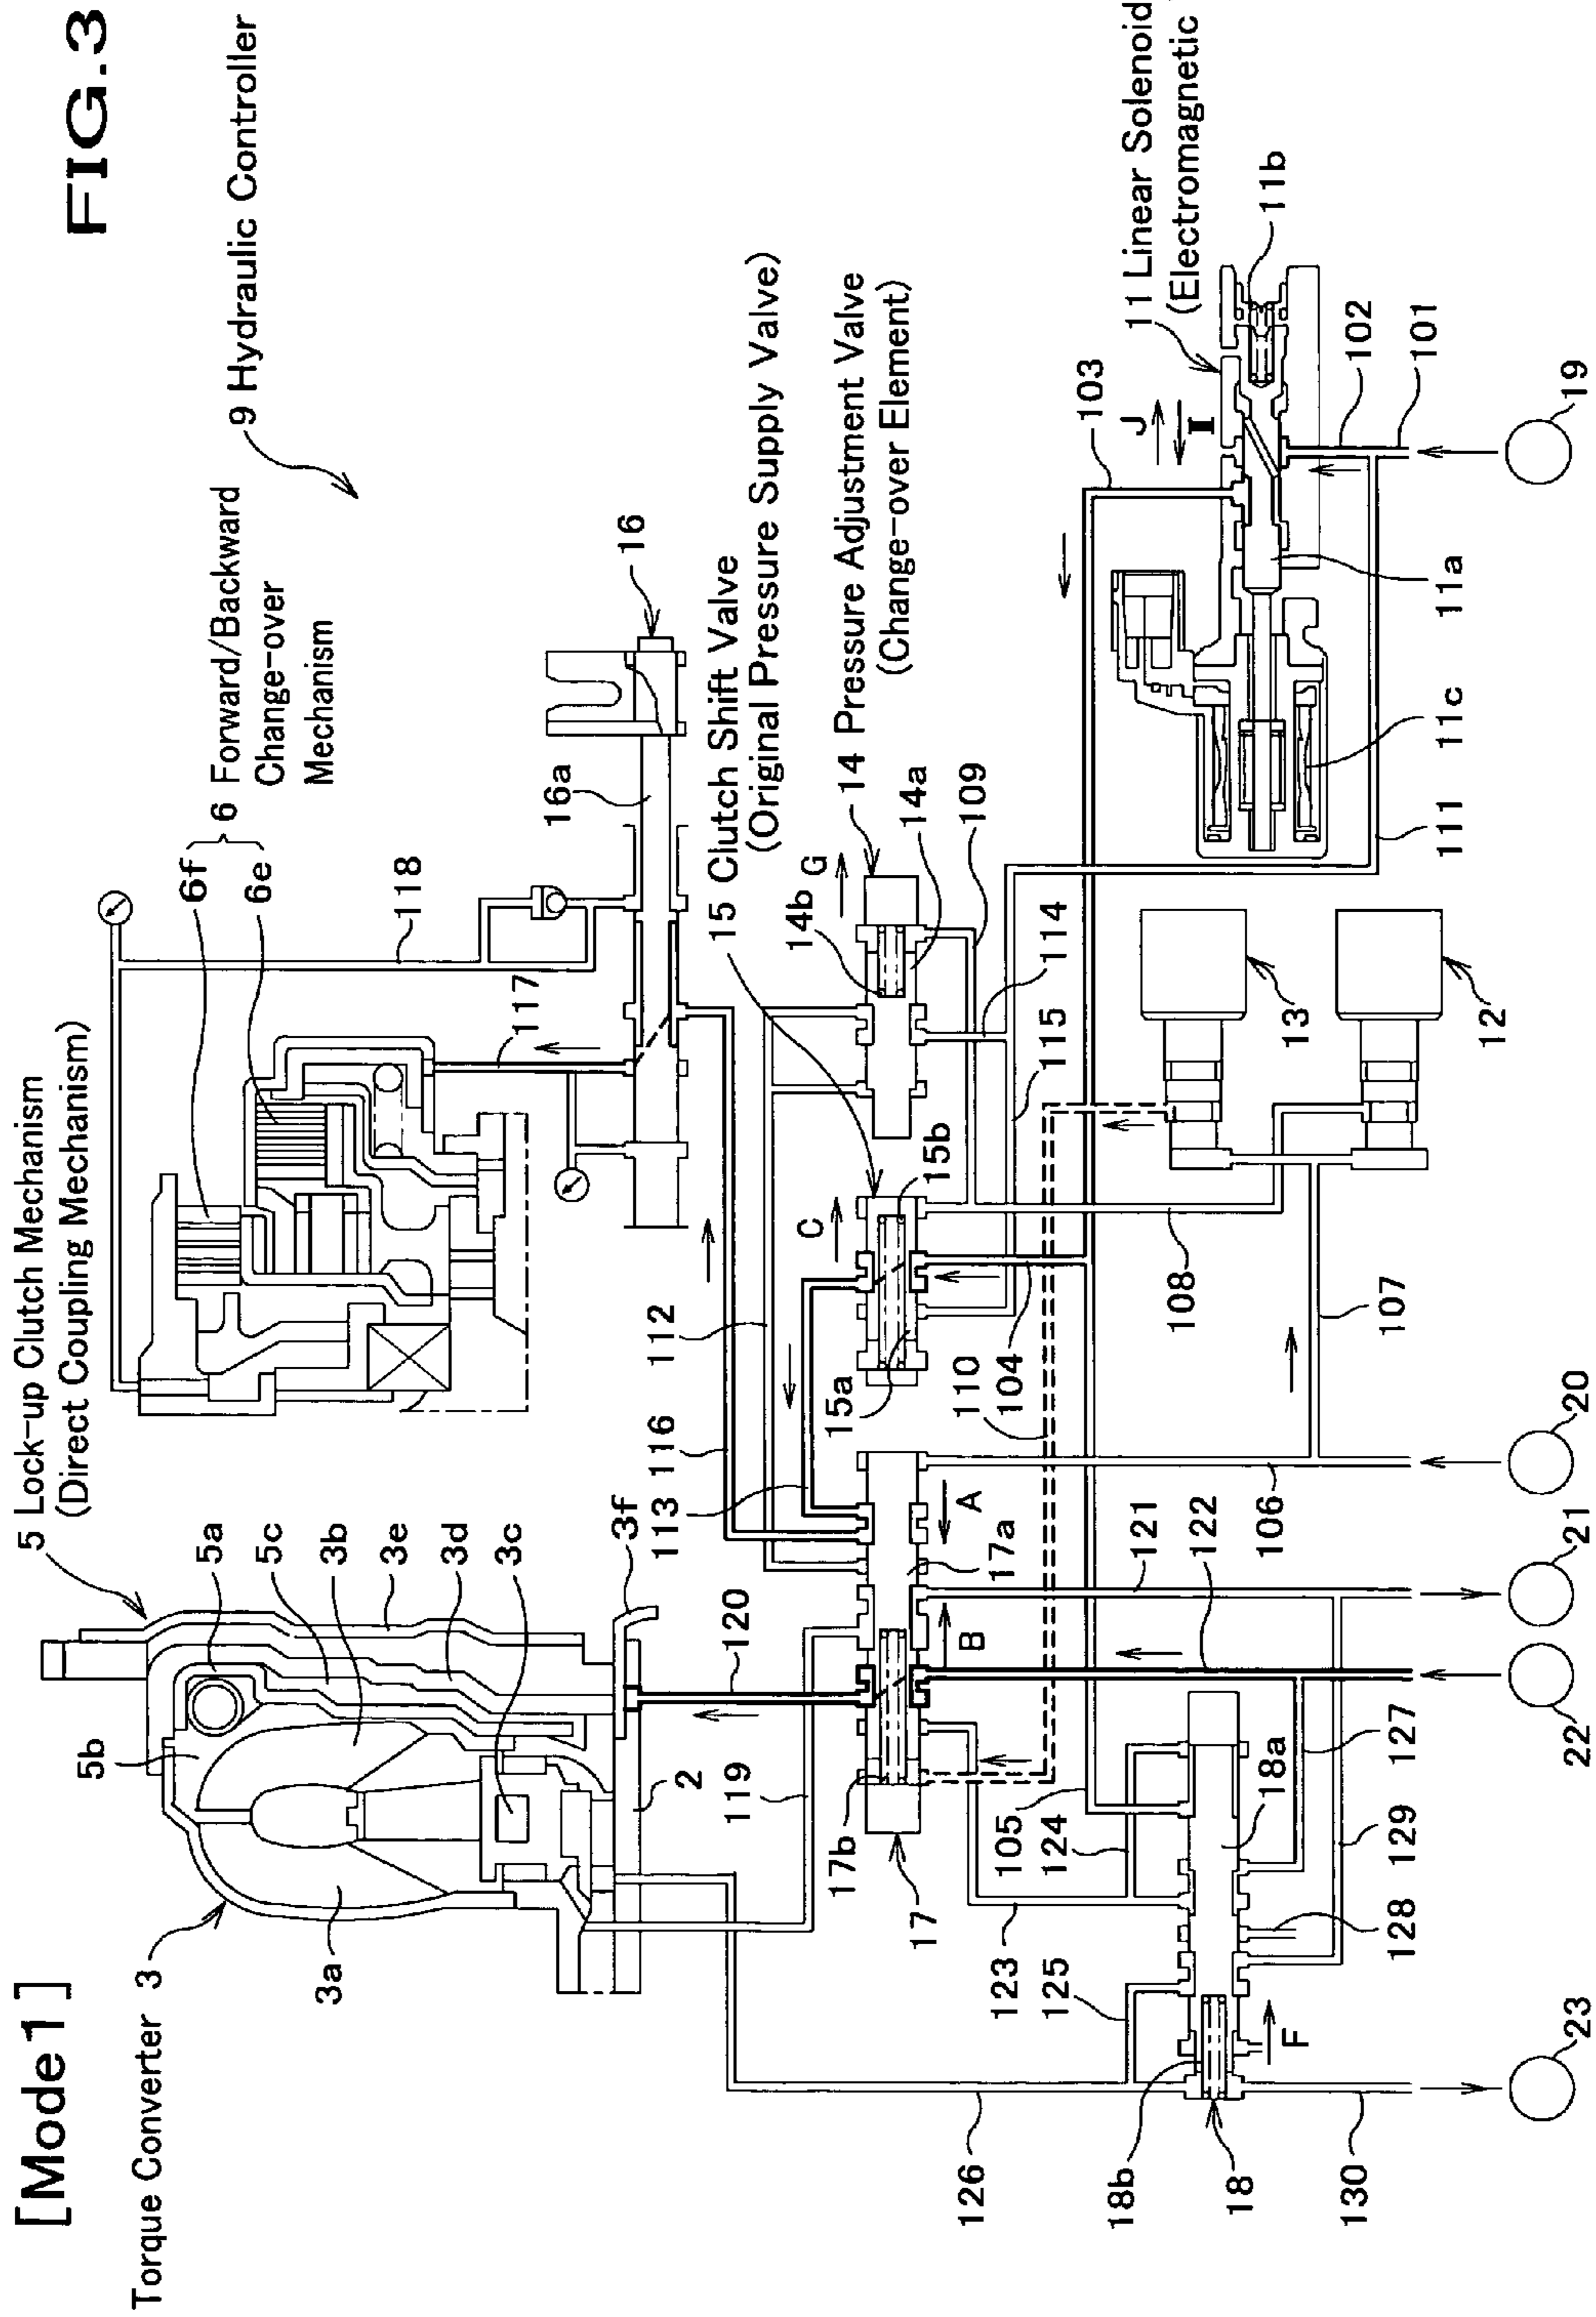 FIG.3
[Mode1]
9 Hydraulic Controller
5 Lock-up Clutch Mechanism
(Direct Coupling Mechanism)
6 Forward/Backward
Change-over
Mechanism
6f
6e
Torque Converter 3
5a
5c
3b
3e
3d
3c
3f
5b
3a
2
118
117
16
16a
15 Clutch Shift Valve
(Original Pressure Supply Valve)
14 Pressure Adjustment Valve
(Change-over Element)
11 Linear Solenoid
(Electromagnetic
11b
11a
11c
J
I
103
102
101
19
111
14b
G
14a
109
114
115
13
12
15b
C
15a
112
116
113
110
104
108
107
A
17a
B
106
20
121
21
122
22
120
119
17b
17
105
124
123
125
18a
127
129
128
F
18b
18
126
130
23